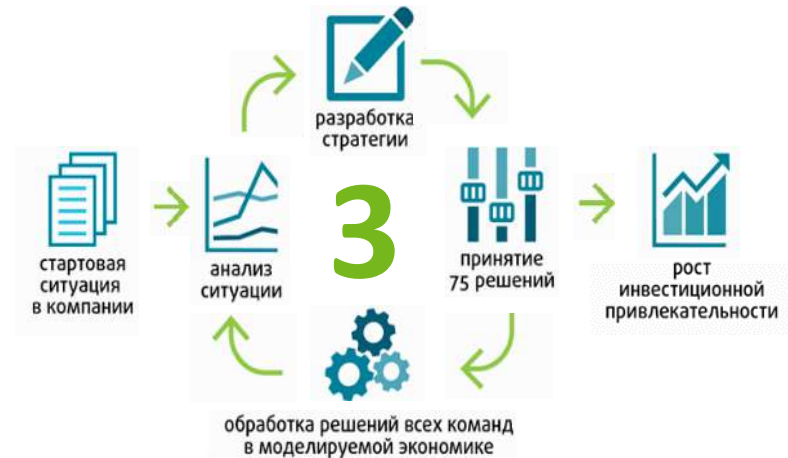 разработка
стратегии
3
стартовая
ситуация
в компании
анализ
ситуации
принятие
75 решений
рост
инвестиционной
привлекательности
обработка решений всех команд
в моделируемой экономике